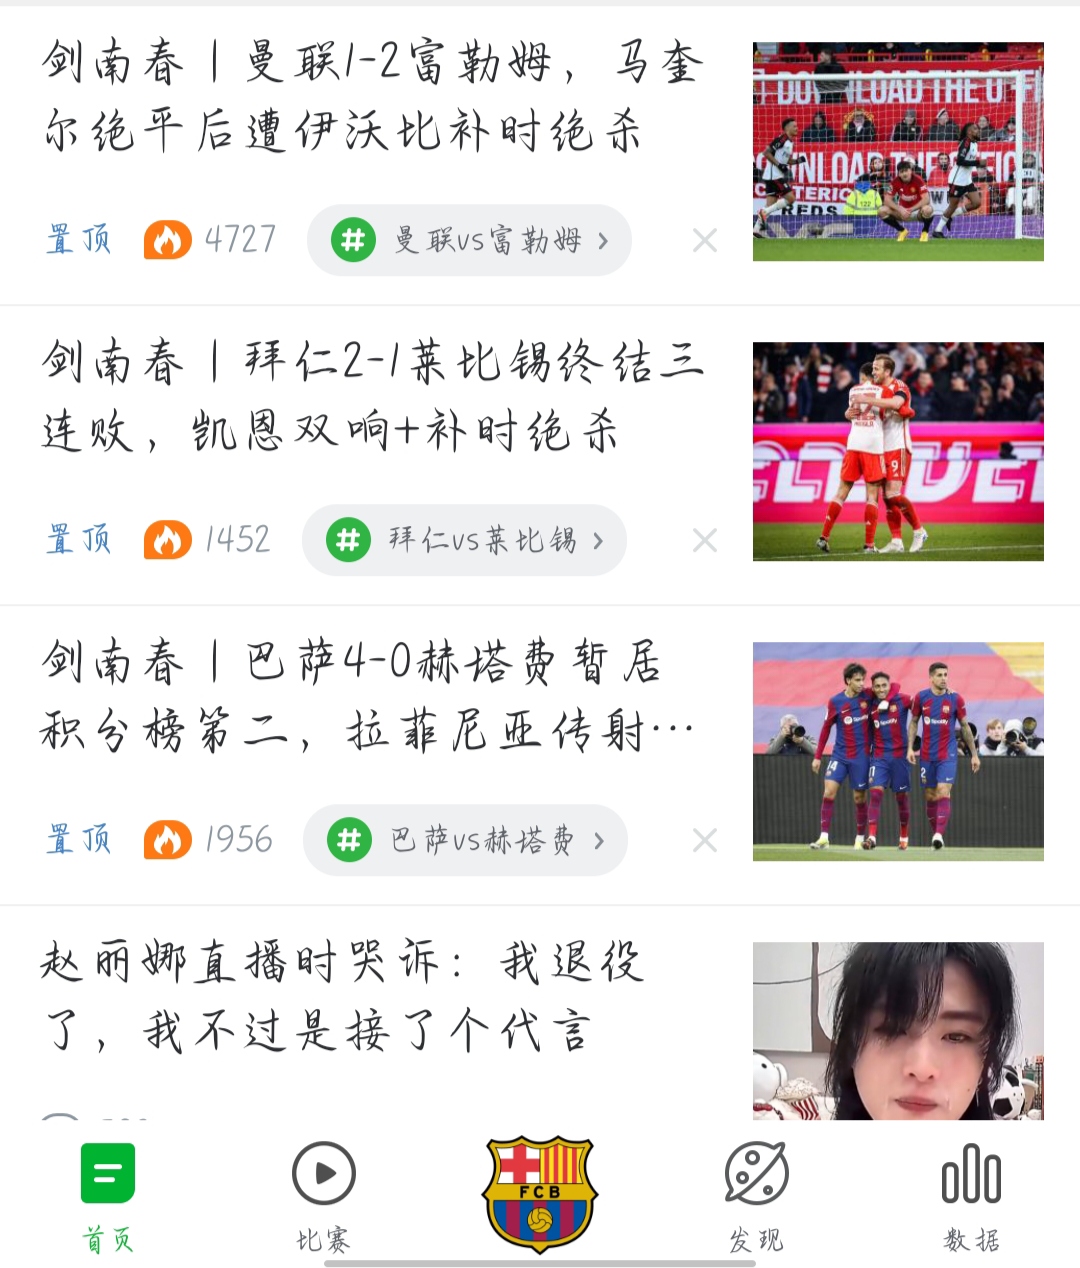 剑南春丨曼联1-2富勒姆，马奎
尔绝平后遭伊沃比补时绝杀
置顶 4727 # 曼联vs富勒姆 >
DOWNLOAD THE
剑南春丨拜仁2-1莱比锡终结三
连败，凯恩双响+补时绝杀
置顶 1452 # 拜仁vs莱比锡 >
9
剑南春丨巴萨4-0赫塔费暂居
积分榜第二，拉菲尼亚传射…
置顶 1956 # 巴萨vs赫塔费 >
赵丽娜直播时哭诉：我退役
了，我不过是接了个代言
FCB
首页 比赛 发现 数据